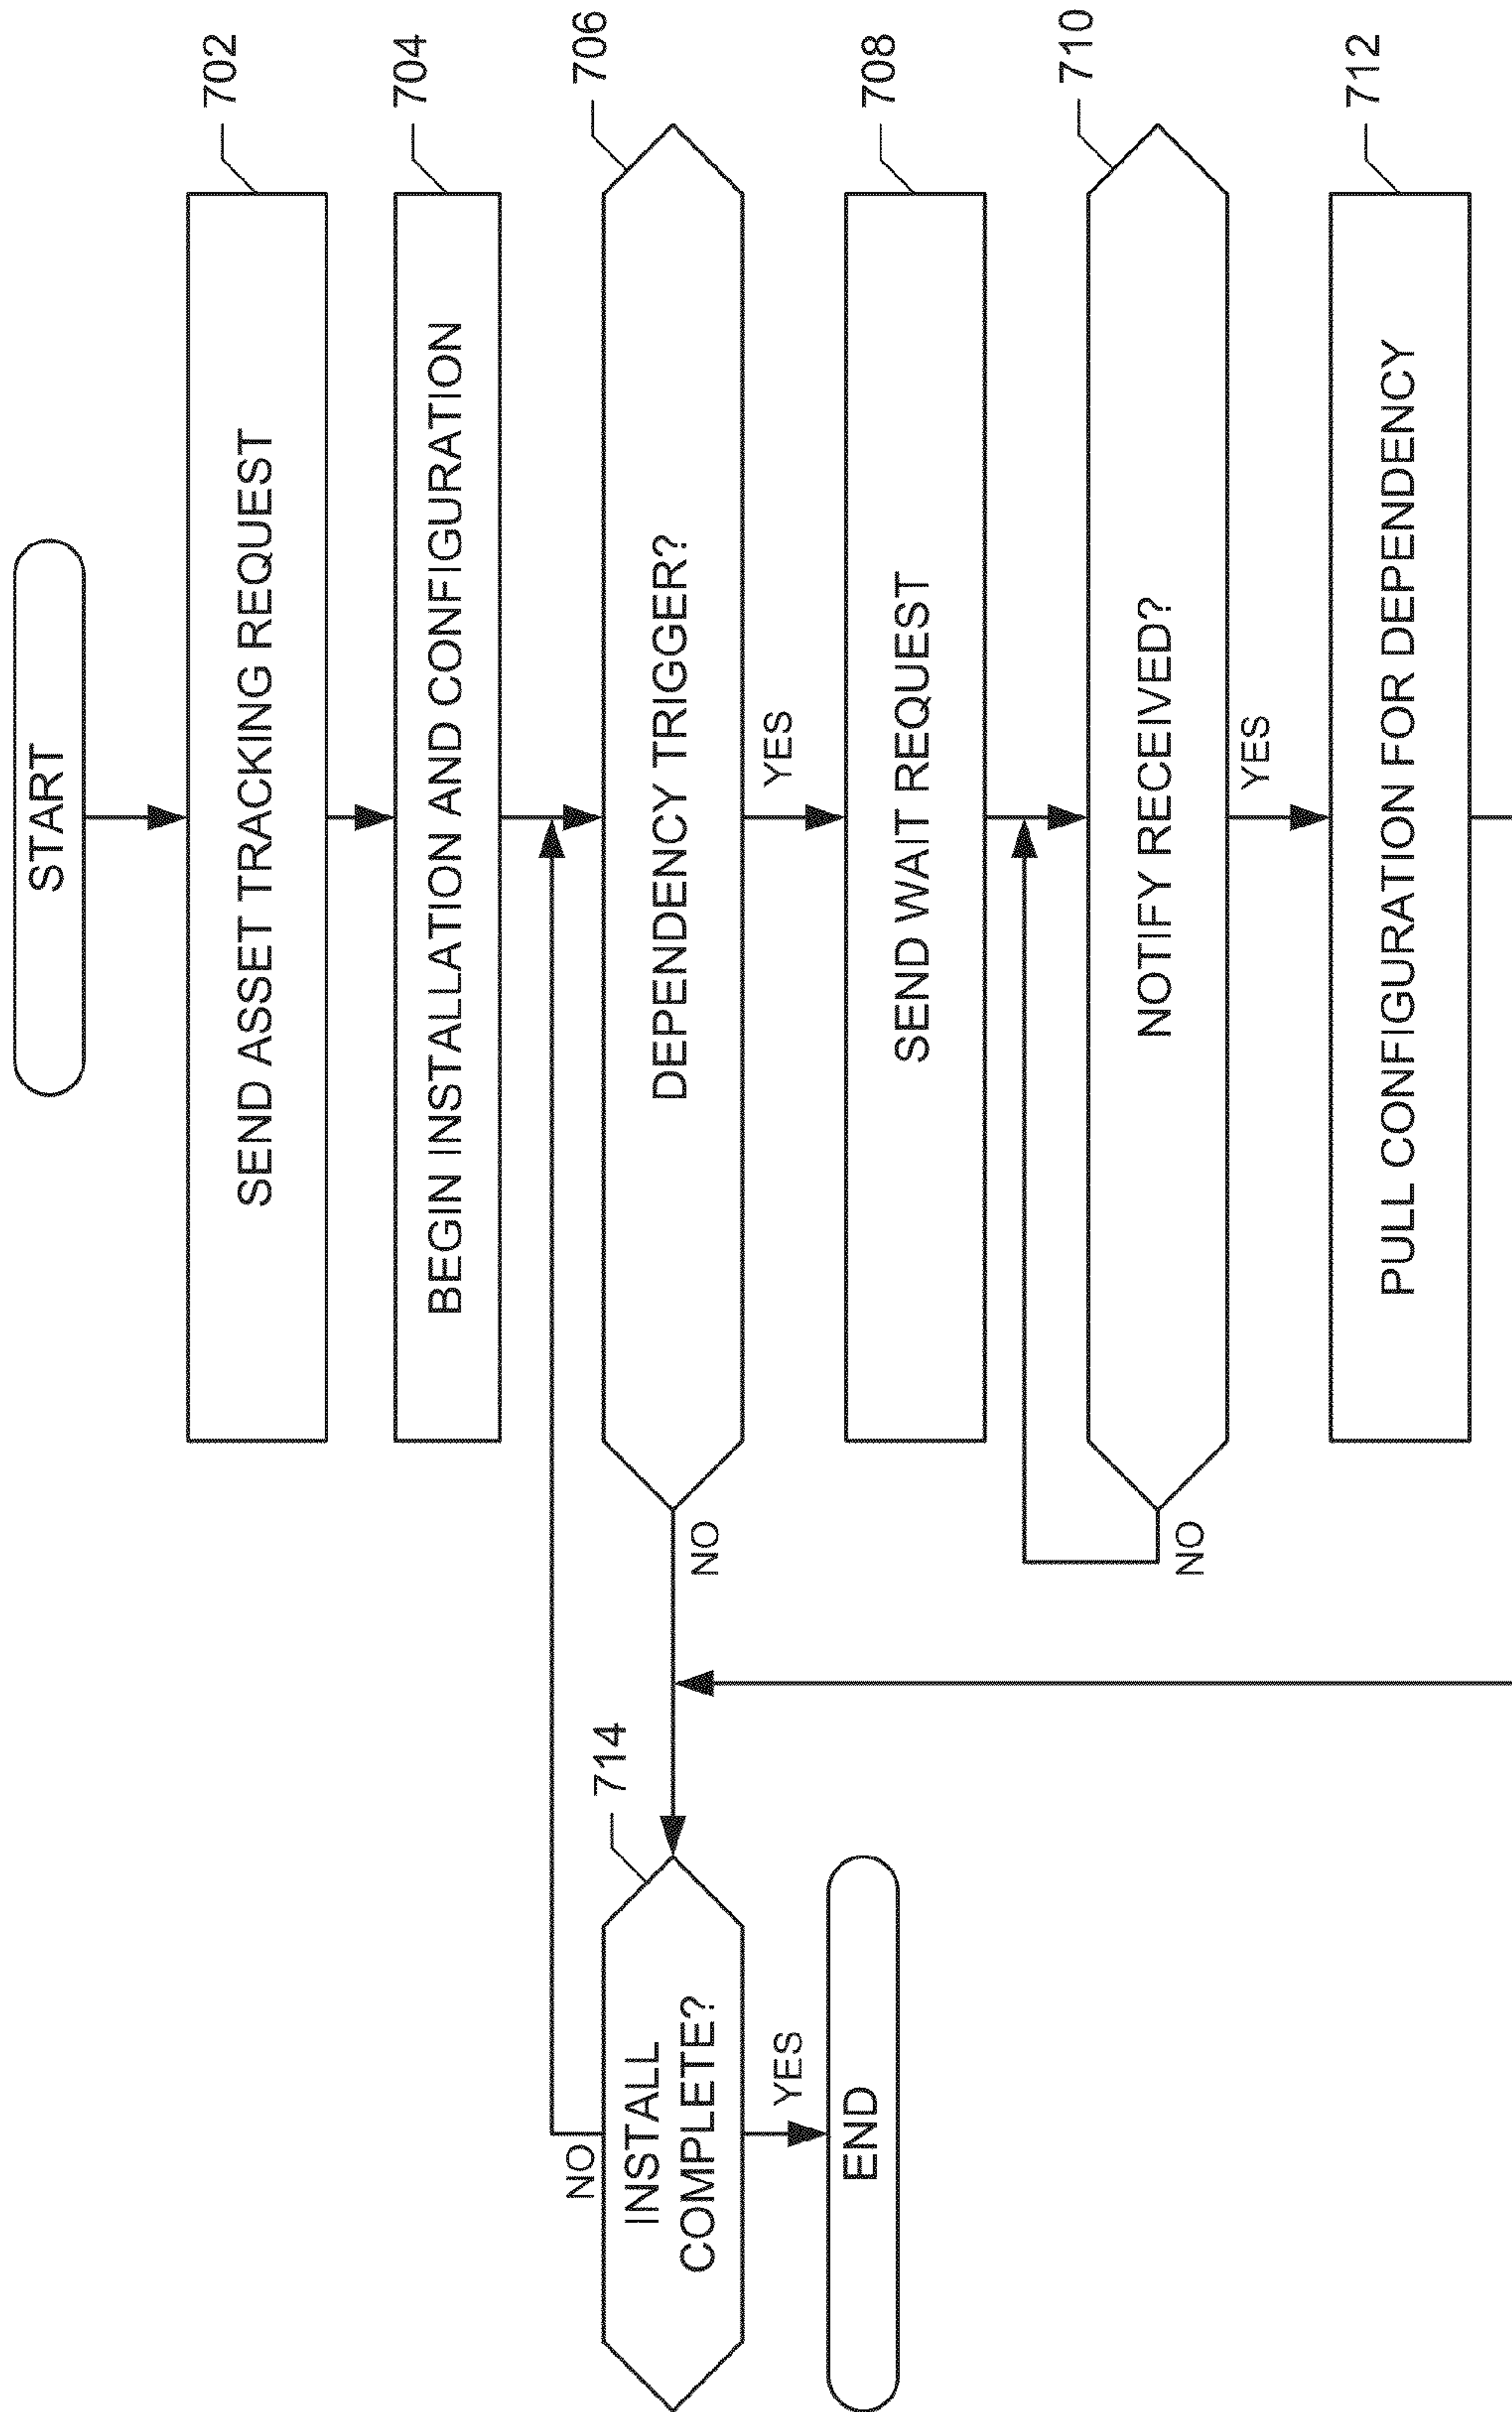 START
SEND ASSET TRACKING REQUEST
702
BEGIN INSTALLATION AND CONFIGURATION
704
DEPENDENCY TRIGGER?
706
NO
YES
SEND WAIT REQUEST
708
NOTIFY RECEIVED?
710
NO
YES
PULL CONFIGURATION FOR DEPENDENCY
712
714
INSTALL
COMPLETE?
NO
YES
END